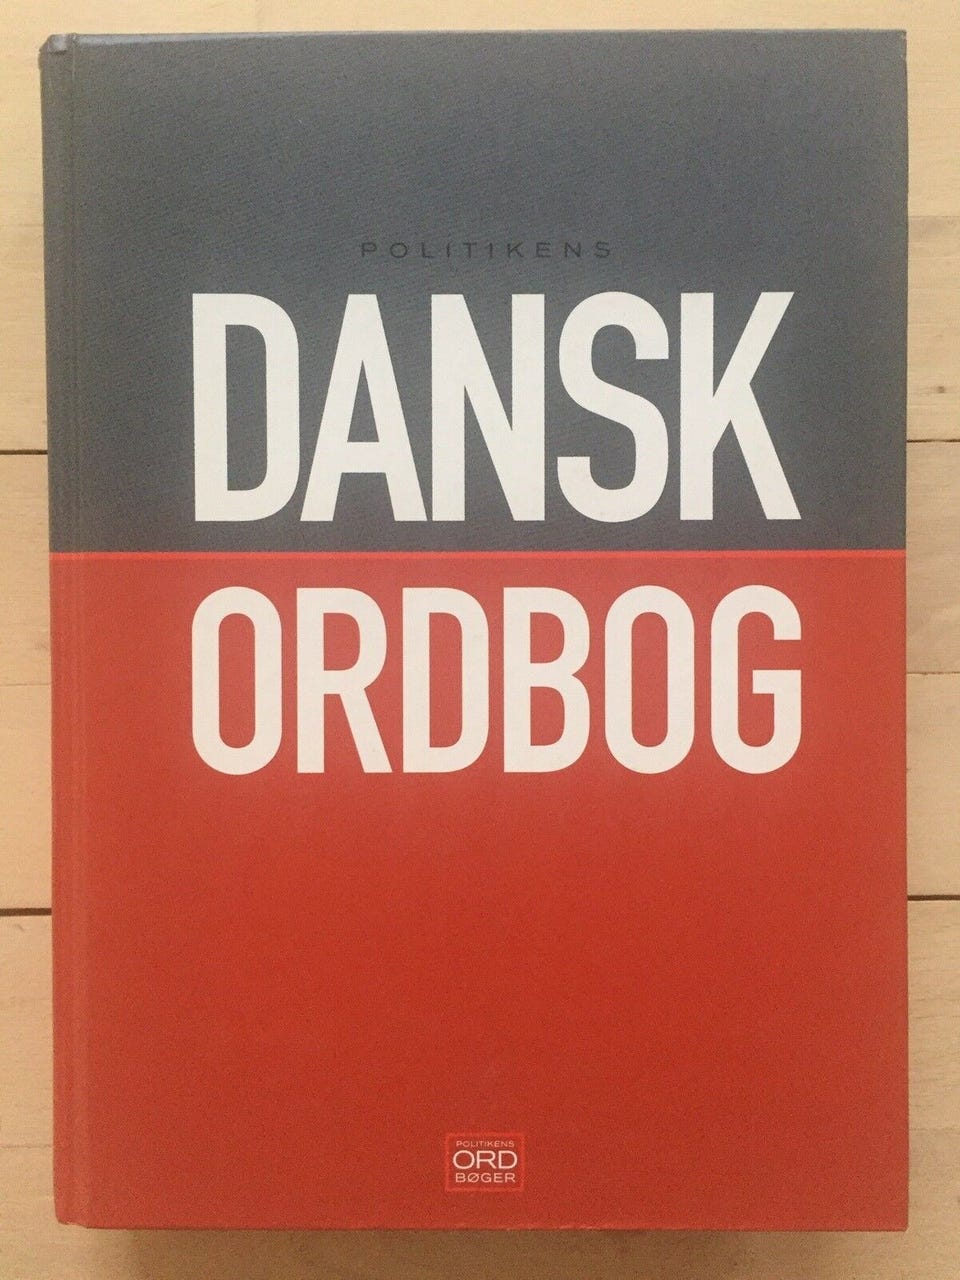 POLITIKENS
DANSK
ORDBOG
POLITIKENS
ORD
BØGER